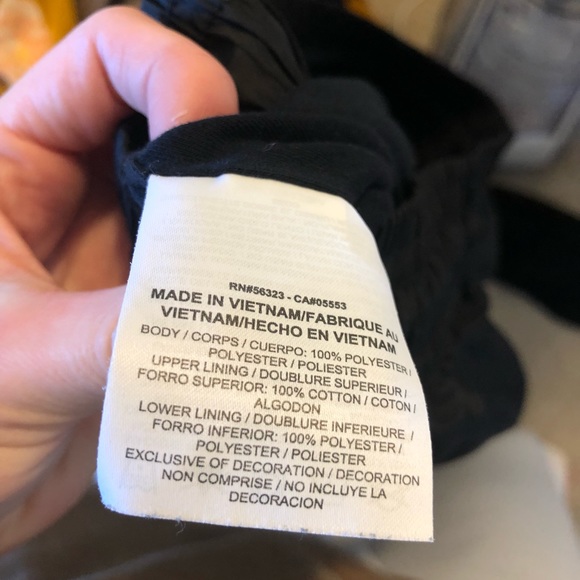 RN#56323 - CA#05553
MADE IN VIETNAM/FABRIQUE AU
VIETNAM/HECHO EN VIETNAM
BODY / CORPS / CUERPO: 100% POLYESTER /
POLYESTER / POLIESTER
UPPER LINING / DOUBLURE SUPERIEUR /
FORRO SUPERIOR: 100% COTTON / COTON /
ALGODON
LOWER LINING / DOUBLURE INFERIEURE /
FORRO INFERIOR: 100% POLYESTER /
POLYESTER / POLIESTER
EXCLUSIVE OF DECORATION / DECORATION
NON COMPRISE / NO INCLUYE LA
DECORACION